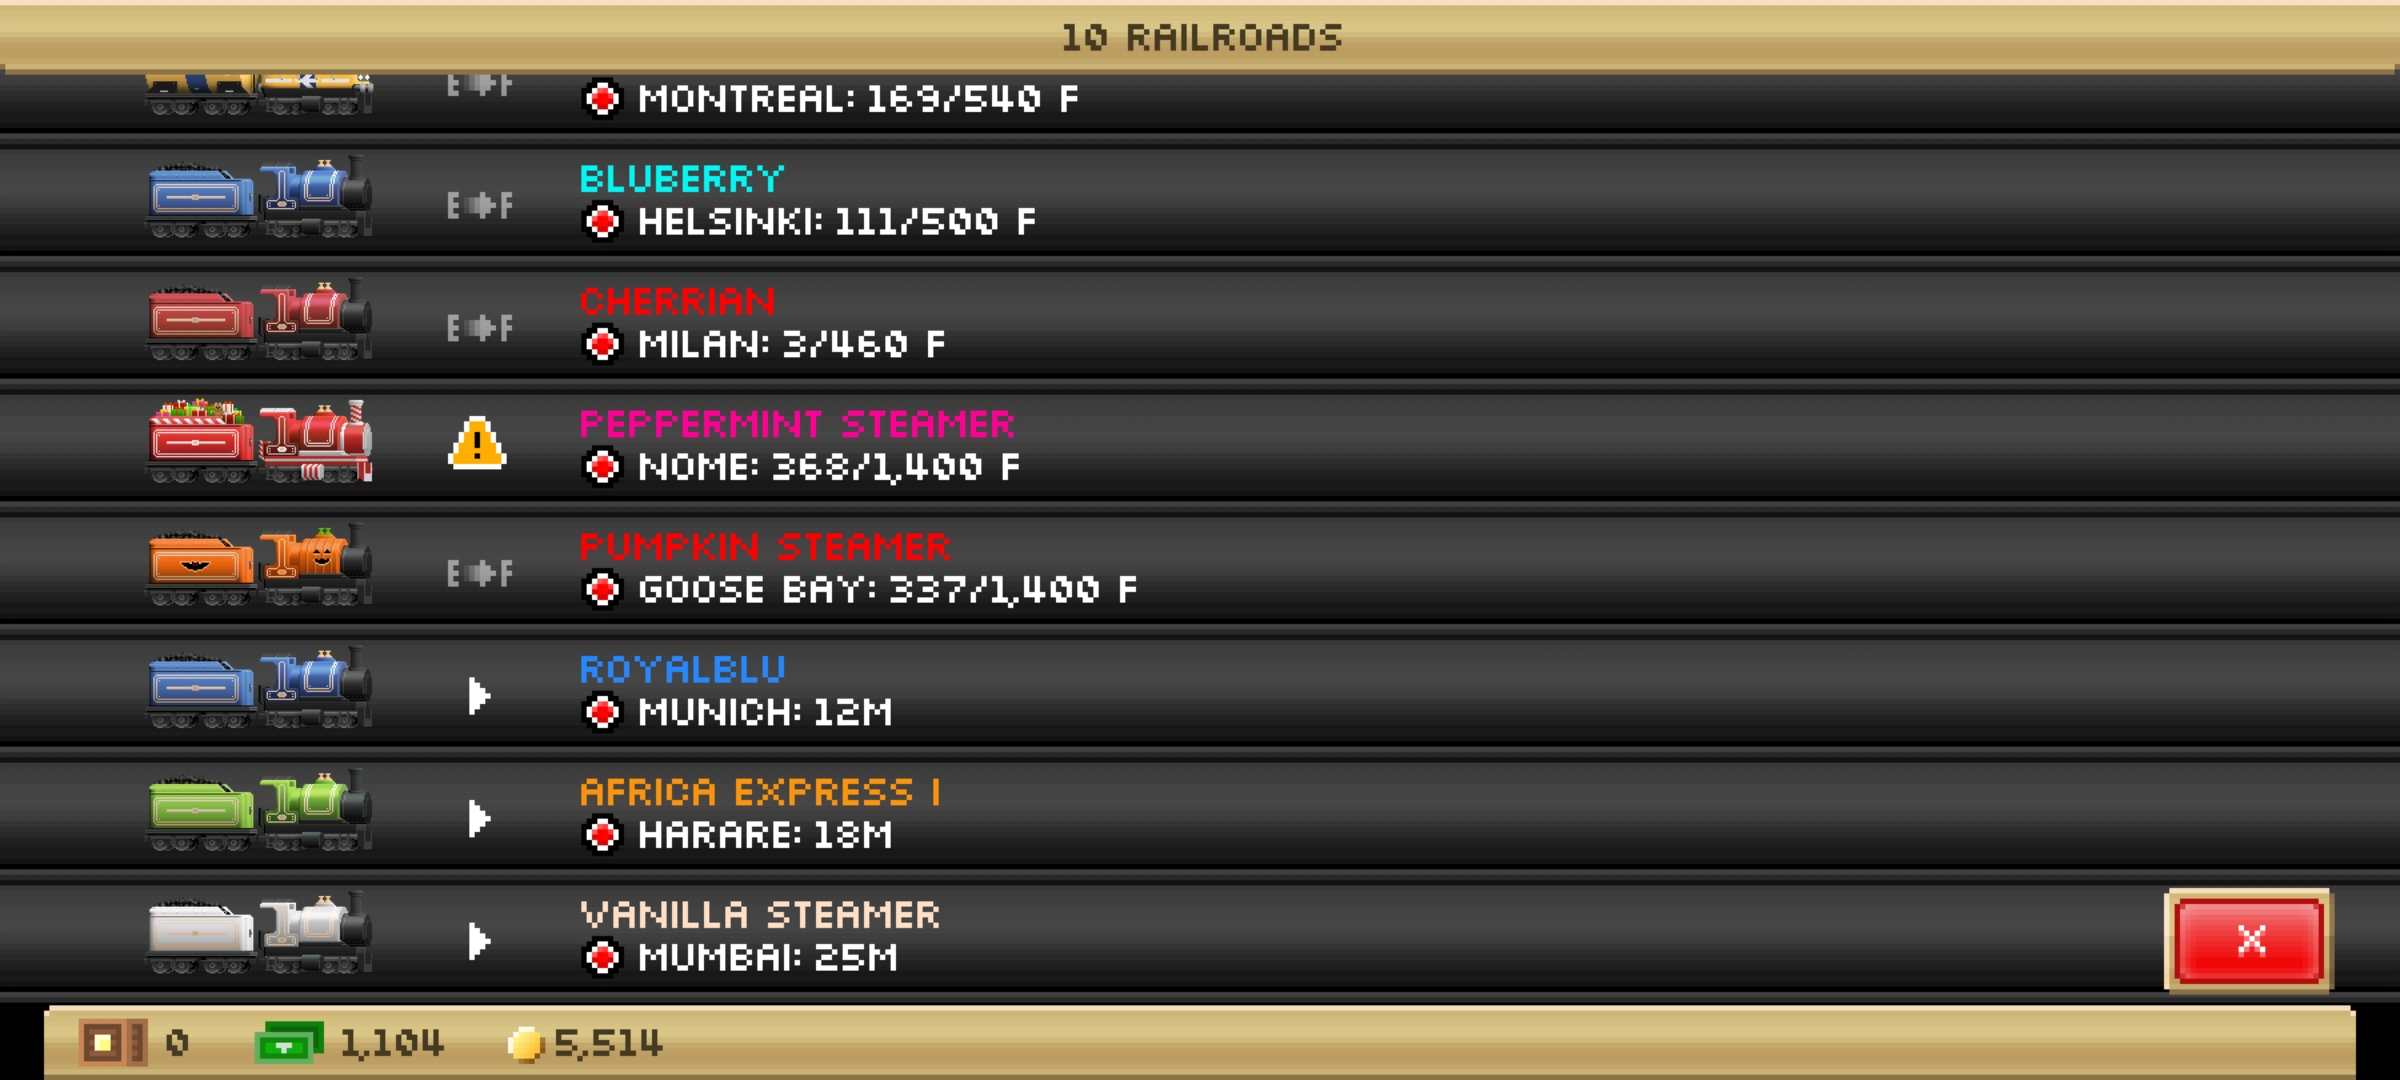 10 RAILROADS
E F
MONTREAL: 169/540 F
BLUBERRY
E F
HELSINKI: 111/500 F
CHERRIAN
E F
MILAN: 3/460 F
PEPPERMINT STEAMER
!
NOME: 368/1,400 F
PUMPKIN STEAMER
E F
GOOSE BAY: 337/1,400 F
ROYALBLU
MUNICH: 12M
AFRICA EXPRESS I
HARARE: 18M
VANILLA STEAMER
MUMBAI: 25M
X
0 1,104 5,514